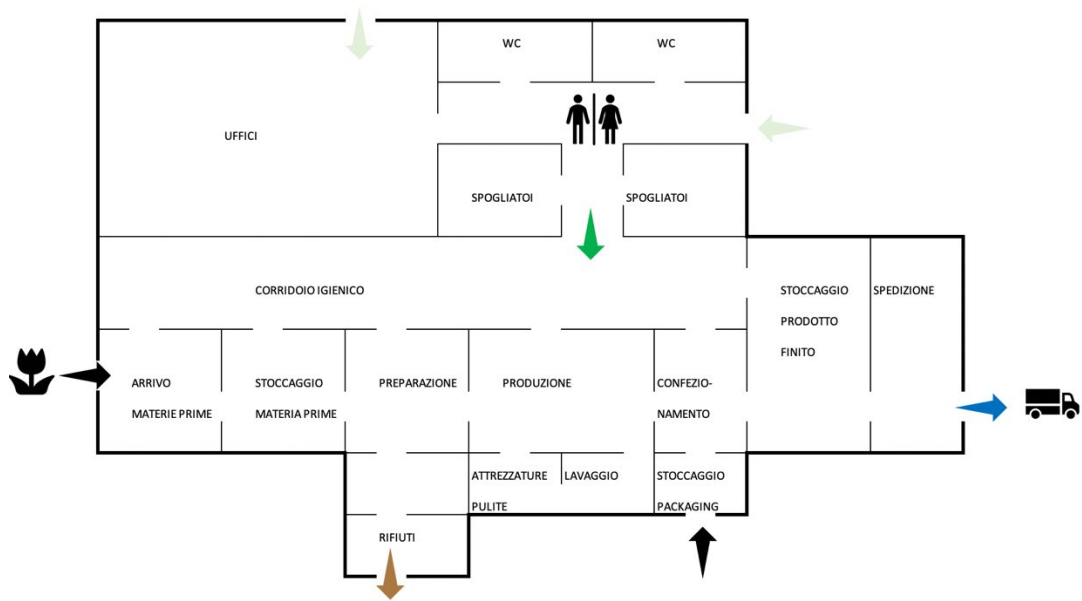 WC
WC
UFFICI
SPOGLIATOI
SPOGLIATOI
CORRIDOIO IGIENICO
STOCCAGGIO
PRODOTTO
FINITO
SPEDIZIONE
ARRIVO
MATERIE PRIME
STOCCAGGIO
MATERIA PRIME
PREPARAZIONE
PRODUZIONE
CONFEZIO-
NAMENTO
ATTREZZATURE
PULITE
LAVAGGIO
STOCCAGGIO
PACKAGING
RIFIUTI